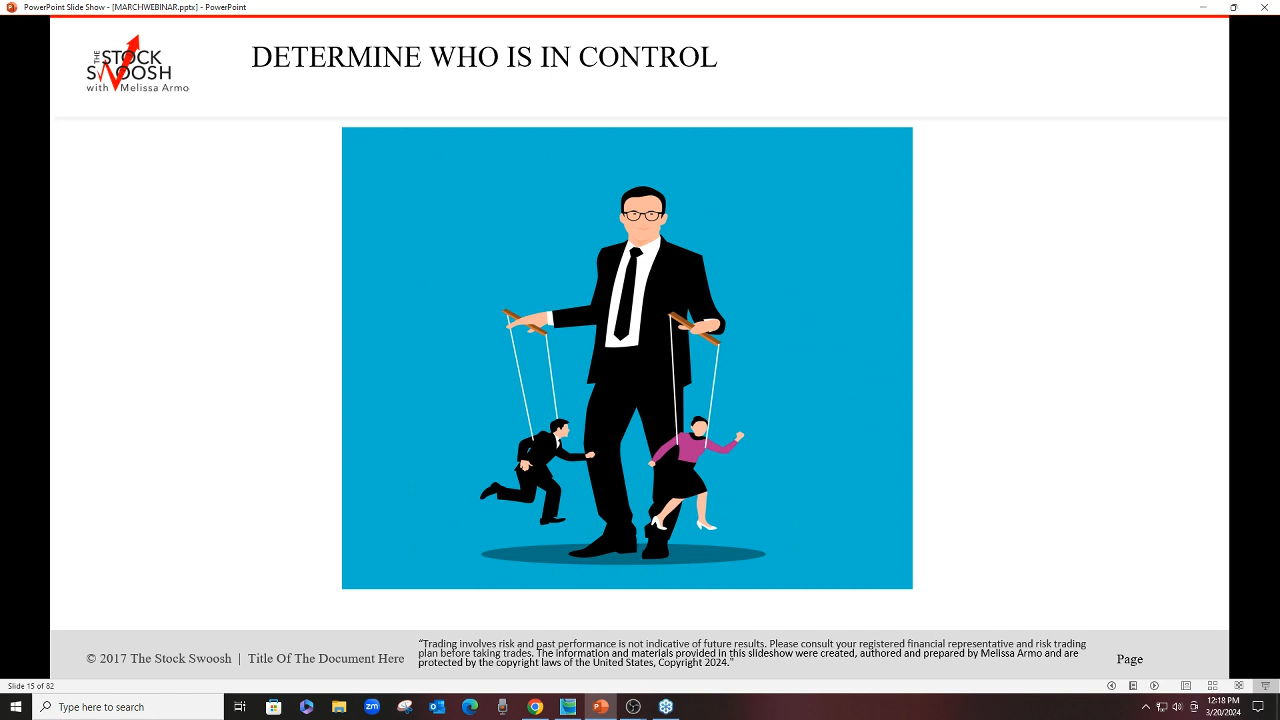 PowerPoint Slide Show - [MARCHWEBINAR.pptx] - PowerPoint
THE STOCK
SWOOSH
with Melissa Armo
DETERMINE WHO IS IN CONTROL
© 2017 The Stock Swoosh | Title Of The Document Here
“Trading involves risk and past performance is not indicative of future results. Please consult your registered financial representative and risk trading
plan before taking trades. The information and materials provided in this slideshow were created, authored and prepared by Melissa Armo and are
protected by the copyright laws of the United States, Copyright 2024."
Page
Slide 15 of 82
Type here to search
zm
12:18 PM
3/20/2024